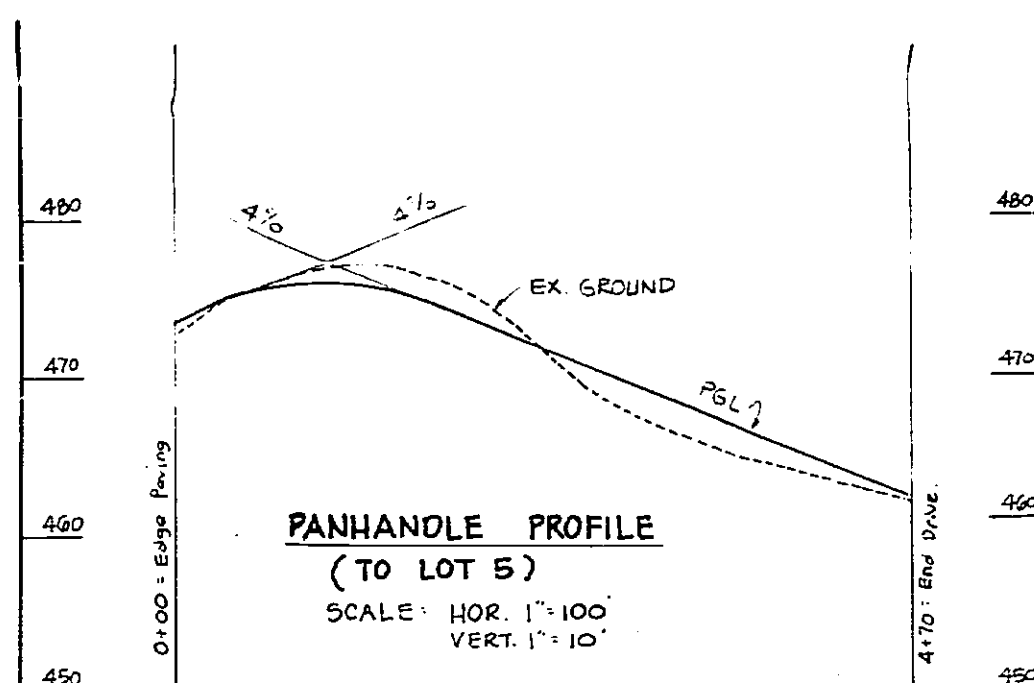 480
480
4%
4%
EX. GROUND
470
470
PGL
0+00 = Edge Paving
460
460
PANHANDLE PROFILE
(TO LOT 5)
SCALE: HOR. 1"=100'
VERT. 1"=10'
4+70 = End Drive.
450
450